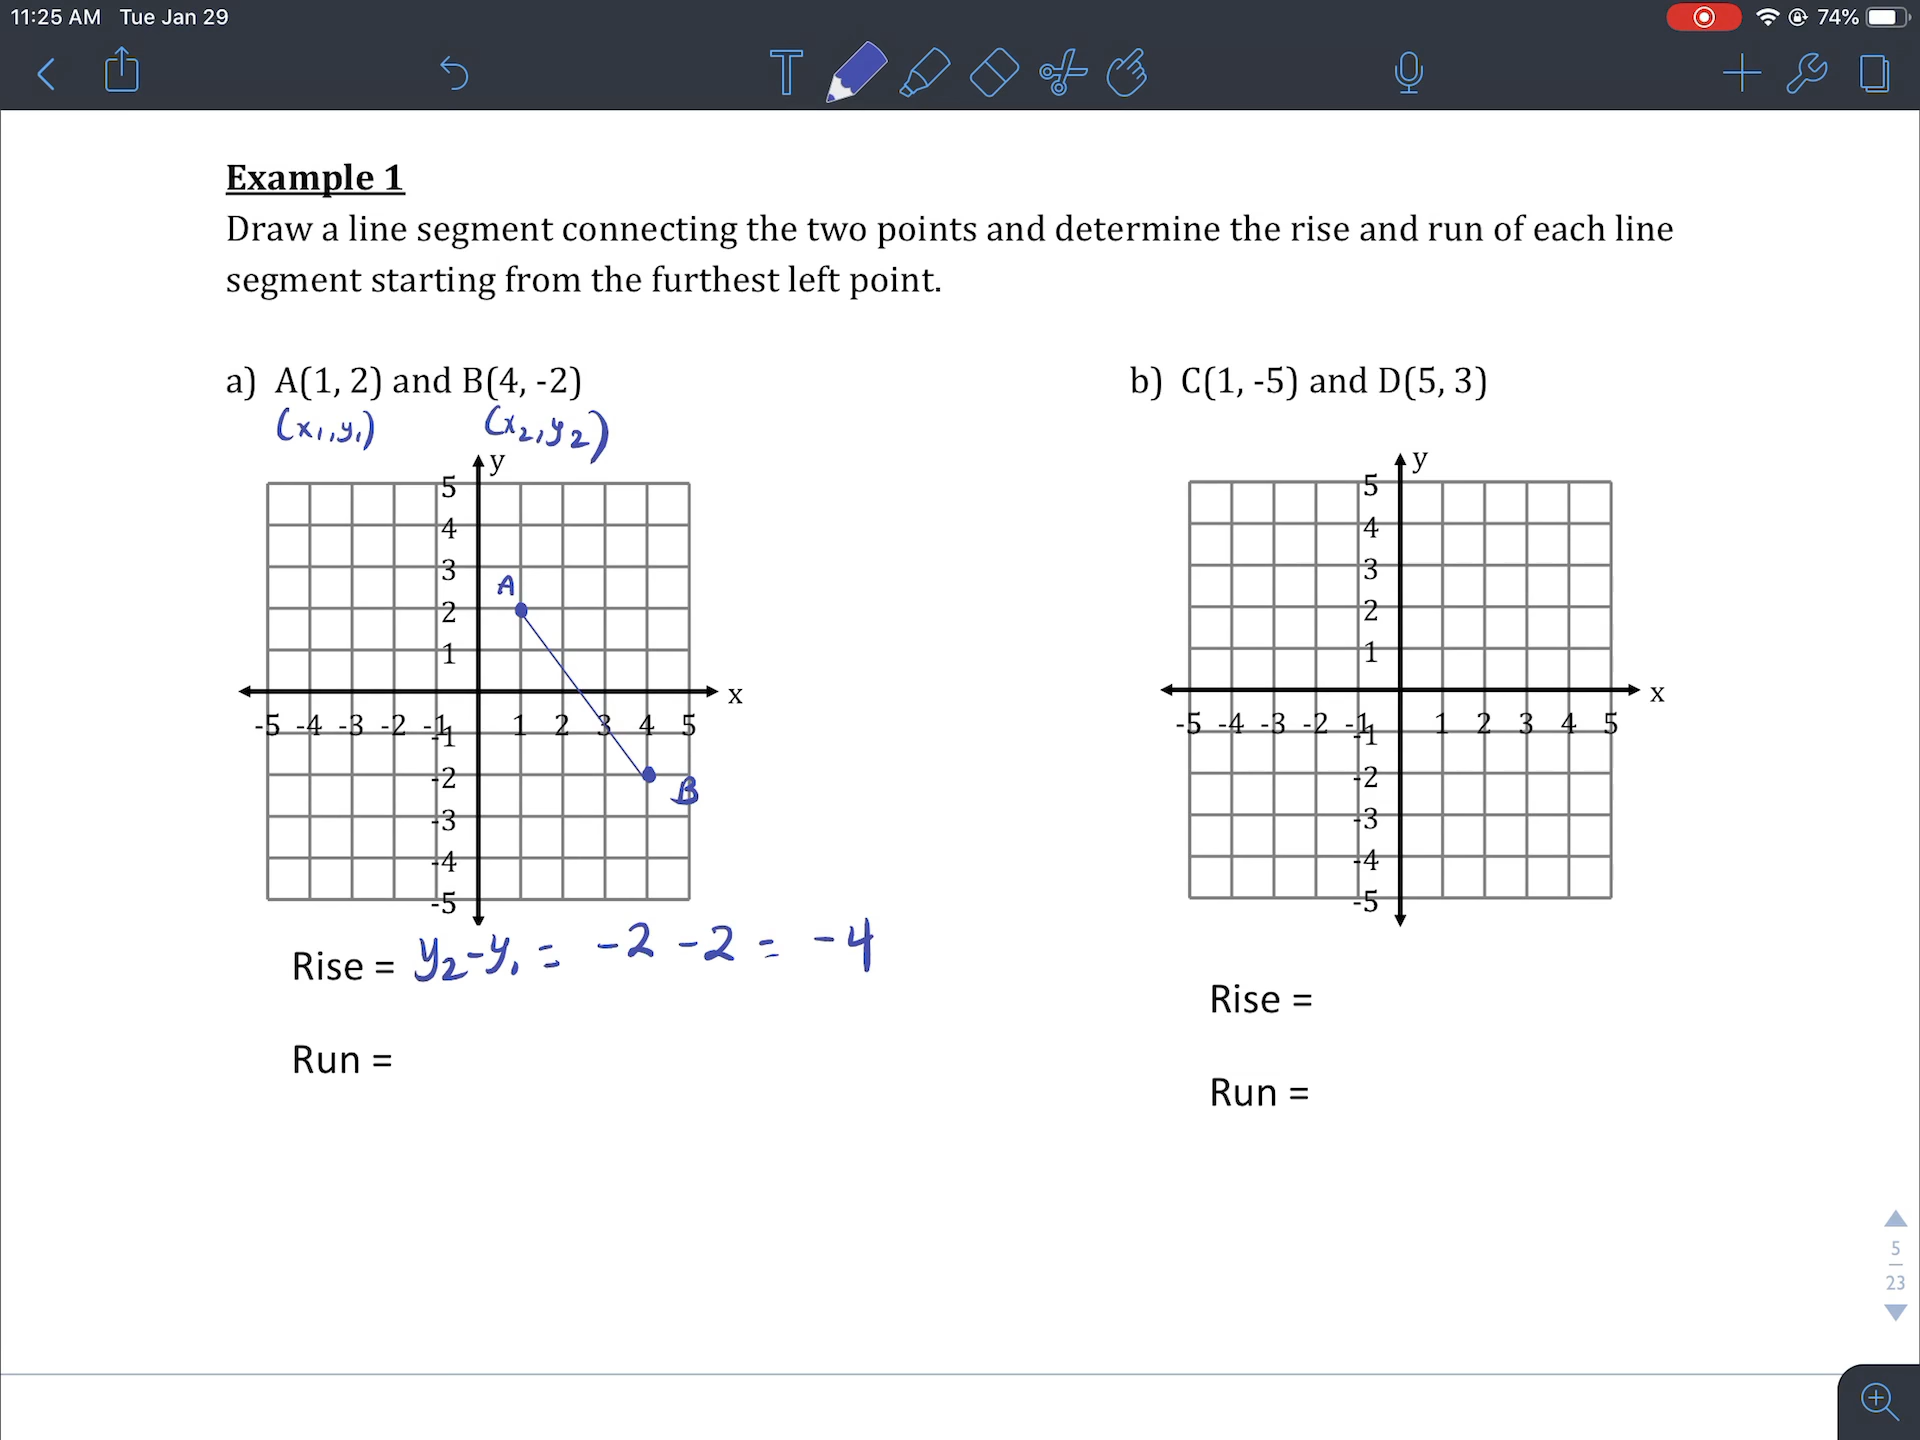 11:25 AM Tue Jan 29
74%
T
Example 1
Draw a line segment connecting the two points and determine the rise and run of each line
segment starting from the furthest left point.
a) A(1, 2) and B(4, -2)
(x₁,y₁) (x₂,y₂)
y
5
4
3
2
1
-5 -4 -3 -2 -1 1 2 3 4 5 x
-1
-2
-3
-4
-5
A
B
Rise = y₂-y₁ = -2 -2 = -4
Run =
b) C(1, -5) and D(5, 3)
y
5
4
3
2
1
-5 -4 -3 -2 -1 1 2 3 4 5 x
-1
-2
-3
-4
-5
Rise =
Run =
5
23